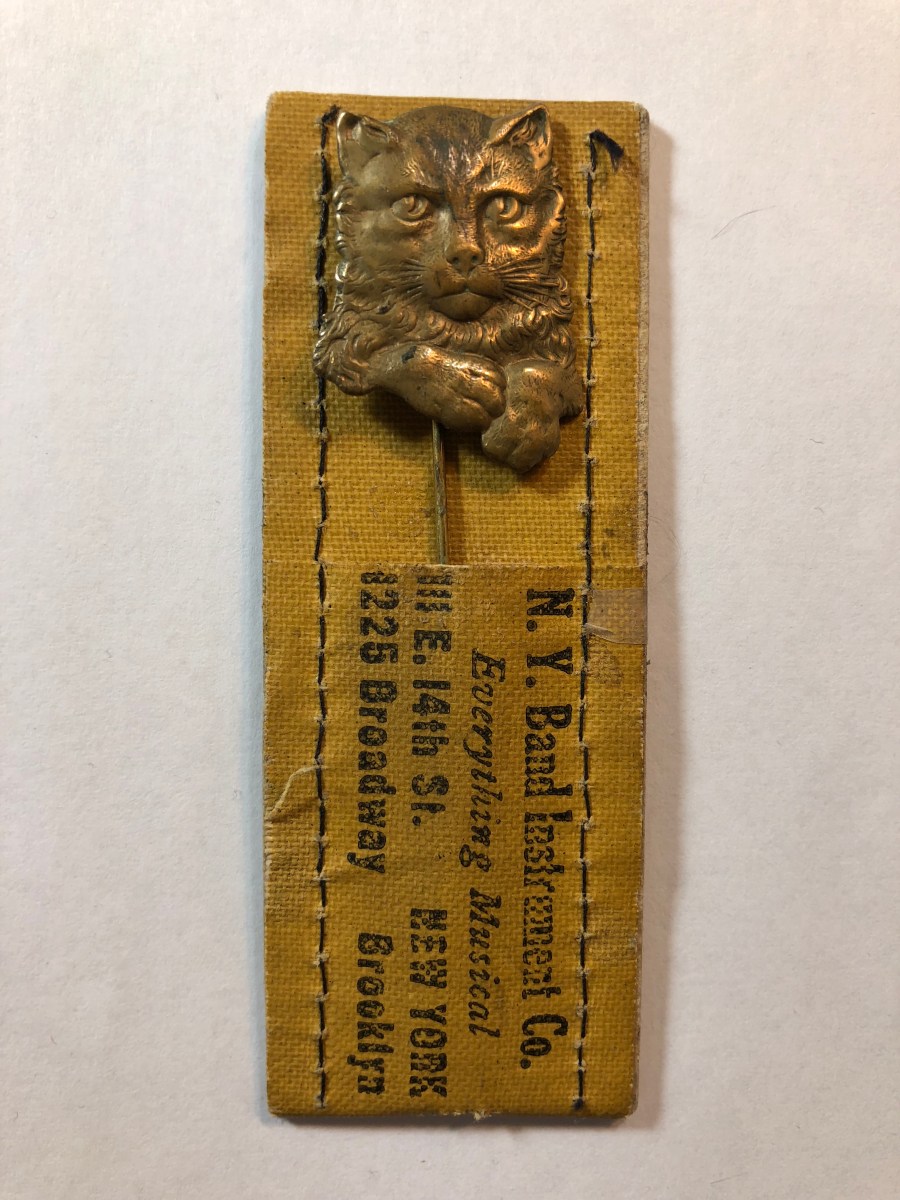 N. Y. Band Instrument Co.
Everything Musical
111 E. 14th St. NEW YORK
1225 Broadway Brooklyn